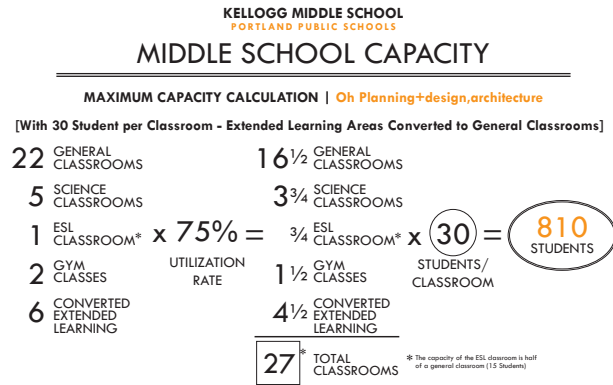 KELLOGG MIDDLE SCHOOL
PORTLAND PUBLIC SCHOOLS
MIDDLE SCHOOL CAPACITY
MAXIMUM CAPACITY CALCULATION | Oh Planning+design,architecture
[With 30 Student per Classroom - Extended Learning Areas Converted to General Classrooms]
22 GENERAL CLASSROOMS
5 SCIENCE CLASSROOMS
1 ESL CLASSROOM*
2 GYM CLASSES
6 CONVERTED EXTENDED LEARNING
x 75% =
UTILIZATION
RATE
16½ GENERAL CLASSROOMS
3¾ SCIENCE CLASSROOMS
¾ ESL CLASSROOM*
1½ GYM CLASSES
4½ CONVERTED EXTENDED LEARNING
27* TOTAL CLASSROOMS
x 30 =
STUDENTS/
CLASSROOM
810
STUDENTS
* The capacity of the ESL classroom is half
of a general classroom (15 Students)